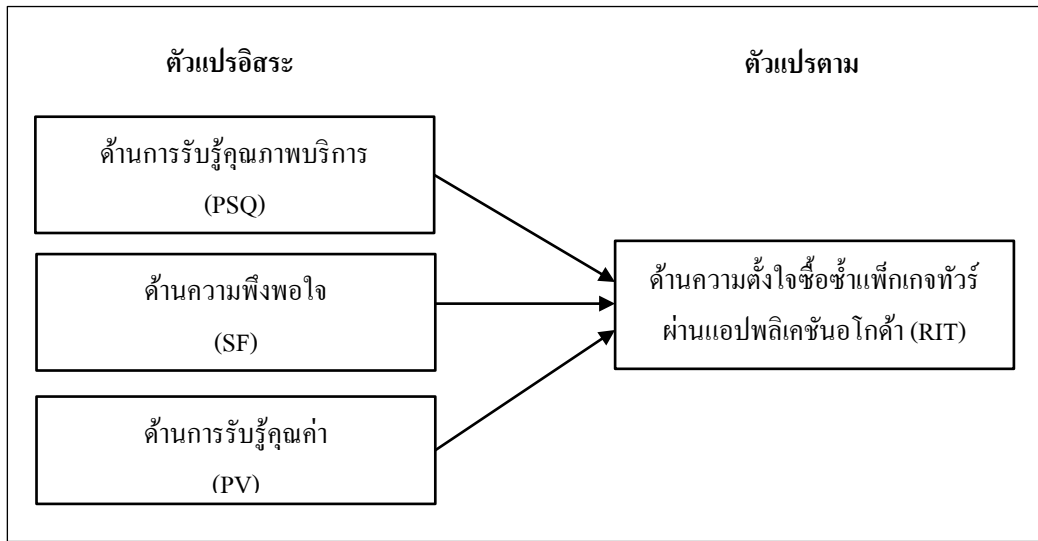 ตัวแปรอิสระ
ตัวแปรตาม
ด้านการรับรู้คุณภาพบริการ
(PSQ)
ด้านความพึงพอใจ
(SF)
ด้านการรับรู้คุณค่า
(PV)
ด้านความตั้งใจซื้อซ้ำแพ็กเกจทัวร์
ผ่านแอปพลิเคชันอโกด้า (RIT)